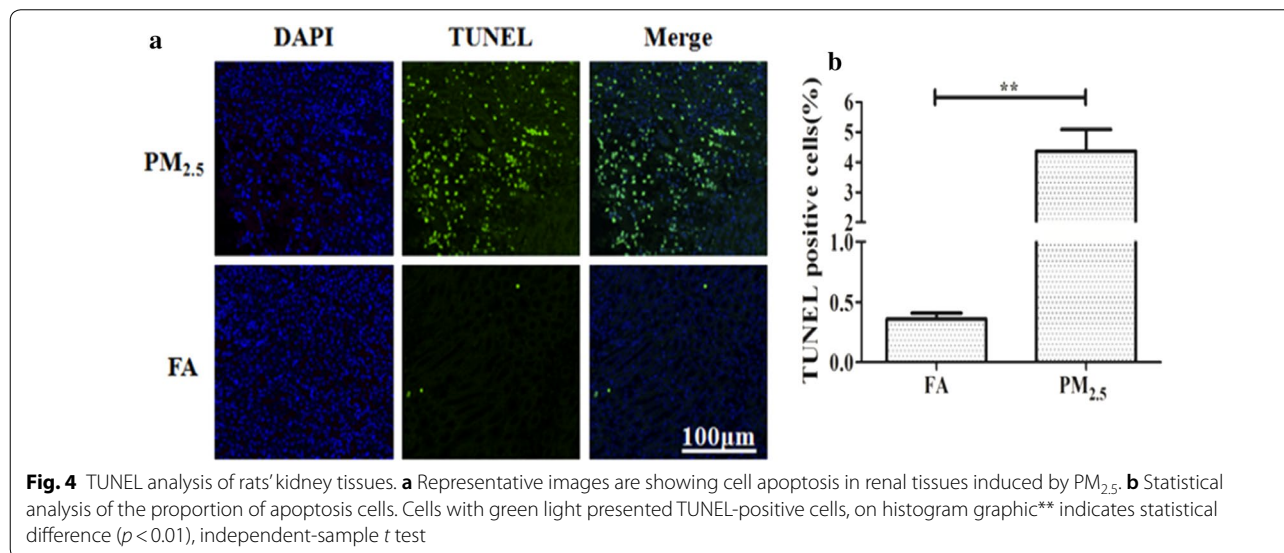 a
DAPI TUNEL Merge
PM2.5
FA
100μm
b
**
TUNEL positive cells(%)
6
5
4
3
2
1.0
0.5
0.0
FA PM2.5
Fig. 4 TUNEL analysis of rats' kidney tissues. a Representative images are showing cell apoptosis in renal tissues induced by PM2.5. b Statistical
analysis of the proportion of apoptosis cells. Cells with green light presented TUNEL-positive cells, on histogram graphic** indicates statistical
difference (p < 0.01), independent-sample t test